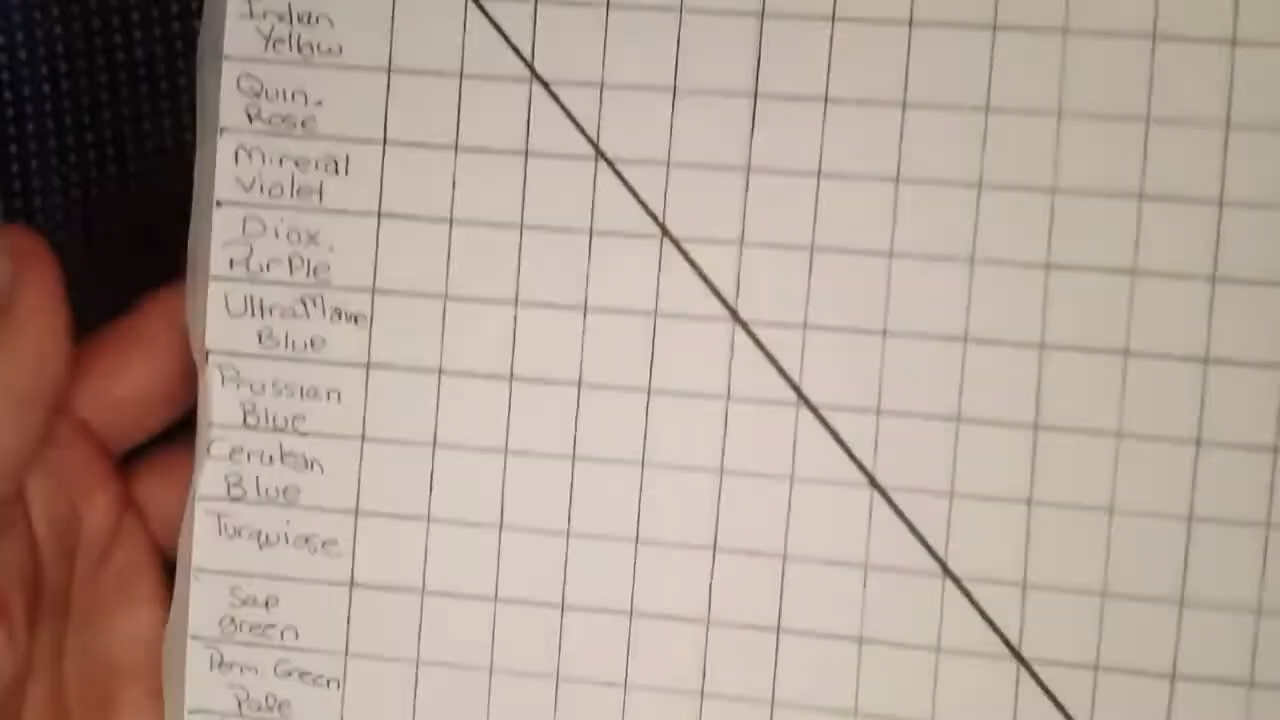 Indian
Yellow
Quin.
Rose
Mineral
Violet
Diox.
Purple
Ultramarine
Blue
Prussian
Blue
Cerulean
Blue
Turquiose
Sap
Green
Perm. Green
Pale